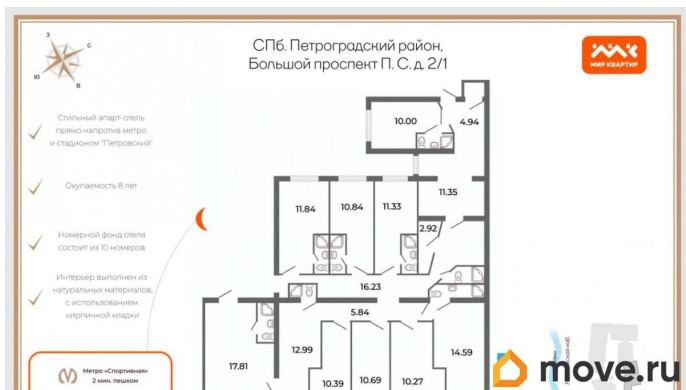 З
С
Ю
В
СПб. Петроградский район,
Большой проспект П. С. д. 2/1
МИР КВАРТИР
Стильный апарт-отель
прямо напротив метро
и стадионом "Петровский"
Окупаемость 8 лет
Номерной фонд отеля
состоит из 10 номеров
Интерьер выполнен из
натуральных материалов,
с использованием
кирпичной кладки
Метро «Спортивная»
2 мин. пешком
10.00
4.94
11.35
11.84
10.84
11.33
2.92
16.23
5.84
17.81
12.99
10.39
10.69
10.27
14.59
move.ru